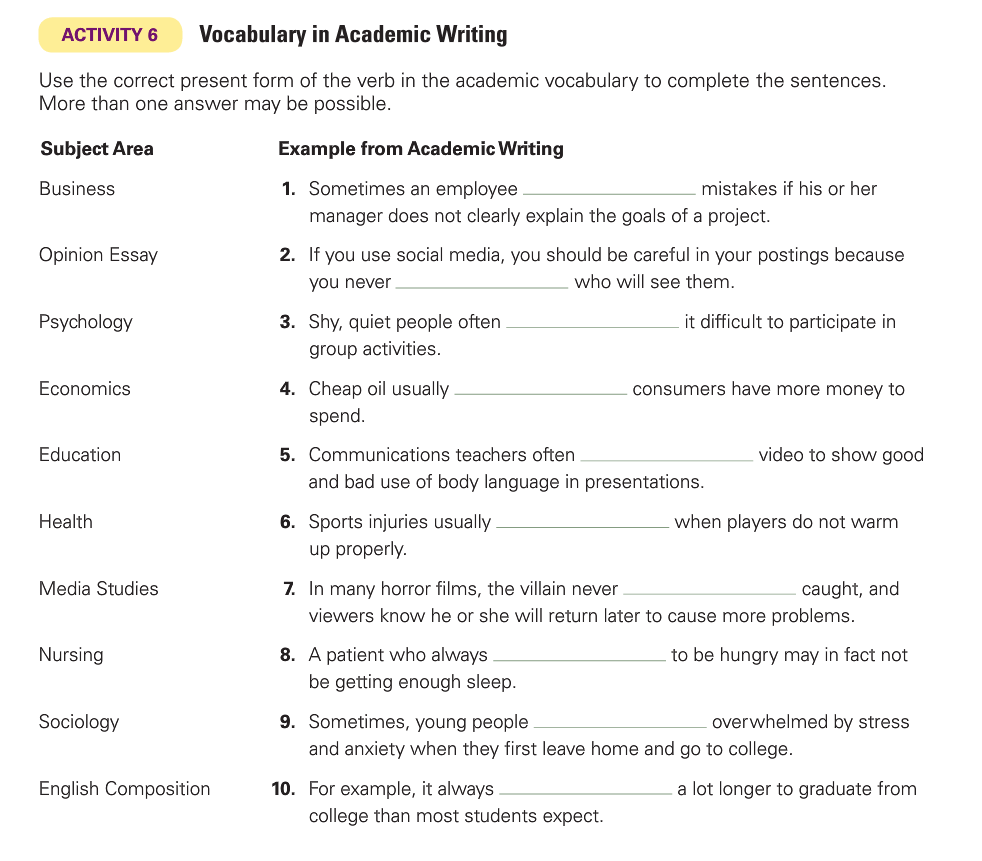 ACTIVITY 6 Vocabulary in Academic Writing
Use the correct present form of the verb in the academic vocabulary to complete the sentences.
More than one answer may be possible.
Subject Area Example from Academic Writing
Business 1. Sometimes an employee ____________ mistakes if his or her
manager does not clearly explain the goals of a project.
Opinion Essay 2. If you use social media, you should be careful in your postings because
you never ____________ who will see them.
Psychology 3. Shy, quiet people often ____________ it difficult to participate in
group activities.
Economics 4. Cheap oil usually ____________ consumers have more money to
spend.
Education 5. Communications teachers often ____________ video to show good
and bad use of body language in presentations.
Health 6. Sports injuries usually ____________ when players do not warm
up properly.
Media Studies 7. In many horror films, the villain never ____________ caught, and
viewers know he or she will return later to cause more problems.
Nursing 8. A patient who always ____________ to be hungry may in fact not
be getting enough sleep.
Sociology 9. Sometimes, young people ____________ overwhelmed by stress
and anxiety when they first leave home and go to college.
English Composition 10. For example, it always ____________ a lot longer to graduate from
college than most students expect.